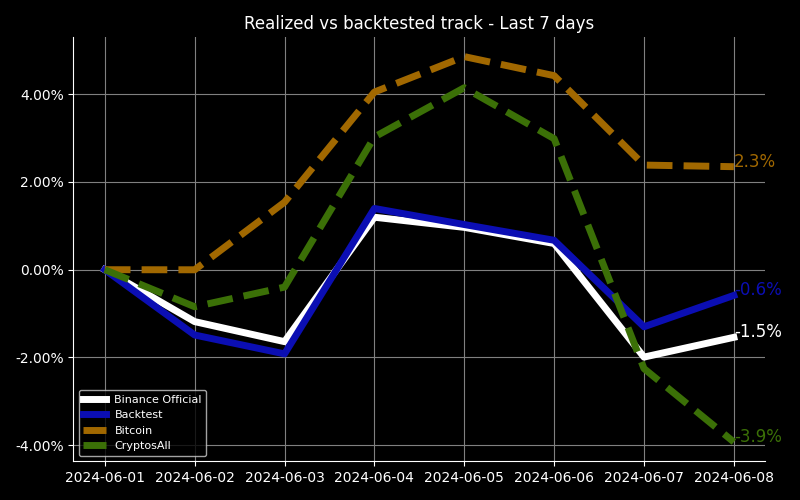 Realized vs backtested track - Last 7 days
4.00%
2.00%
0.00%
-2.00%
-4.00%
2.3%
-0.6%
-1.5%
-3.9%
Binance Official
Backtest
Bitcoin
CryptosAll
2024-06-01 2024-06-02 2024-06-03 2024-06-04 2024-06-05 2024-06-06 2024-06-07 2024-06-08